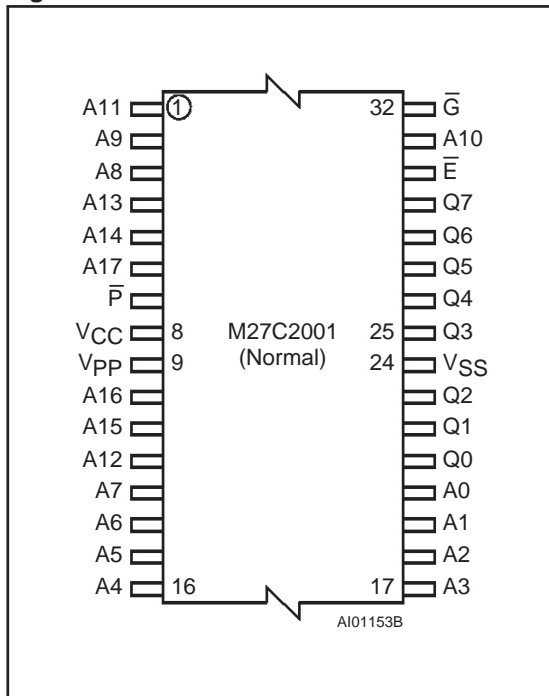 A11 1 32 G̅
A9 A10
A8 E̅
A13 Q7
A14 Q6
A17 Q5
P̅ Q4
VCC 8 M27C2001 25 Q3
VPP 9 (Normal) 24 VSS
A16 Q2
A15 Q1
A12 Q0
A7 A0
A6 A1
A5 A2
A4 16 17 A3
AI01153B